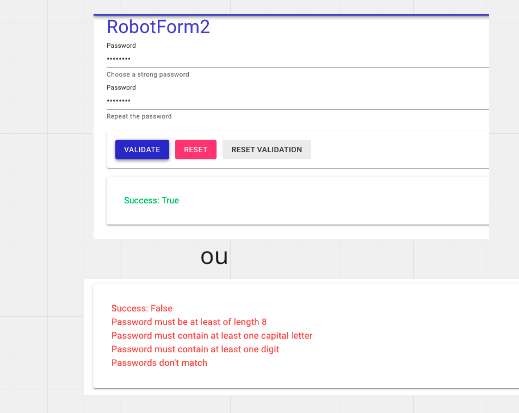 RobotForm2
Password
••••••••
Choose a strong password
Password
••••••••
Repeat the password
VALIDATE RESET RESET VALIDATION
Success: True
ou
Success: False
Password must be at least of length 8
Password must contain at least one capital letter
Password must contain at least one digit
Passwords don't match